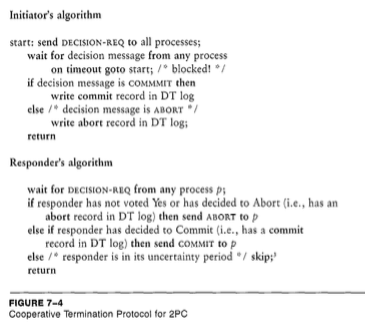 Initiator's algorithm
start: send DECISION-REQ to all processes;
wait for decision message from any process
on timeout goto start; /* blocked! */
if decision message is COMMMIT then
write commit record in DT log
else /* decision message is ABORT */
write abort record in DT log;
return
Responder's algorithm
wait for DECISION-REQ from any process p;
if responder has not voted Yes or has decided to Abort (i.e., has an
abort record in DT log) then send ABORT to p
else if responder has decided to Commit (i.e., has a commit
record in DT log) then send COMMIT to p
else /* responder is in its uncertainty period */ skip;³
return
FIGURE 7-4
Cooperative Termination Protocol for 2PC